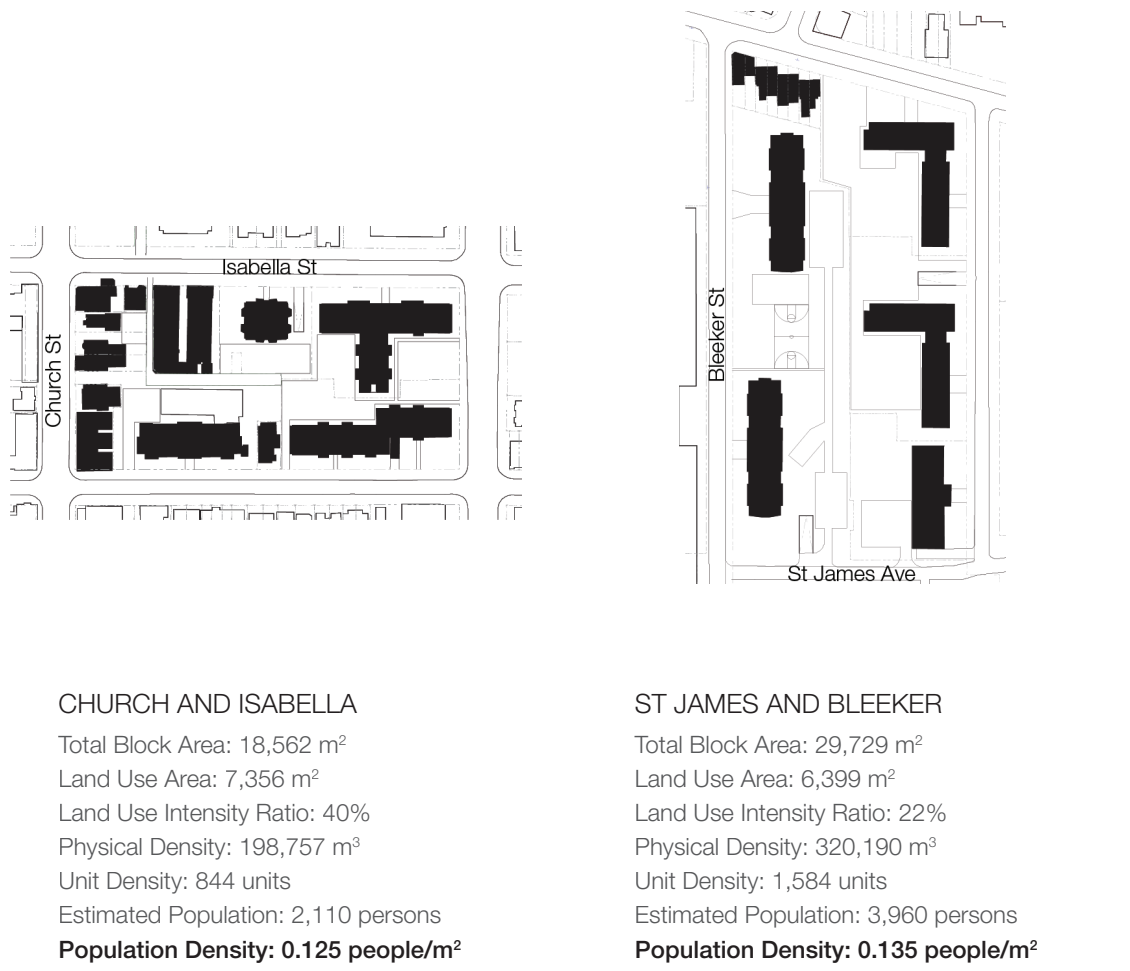 Isabella St
Church St
Bleeker St
St James Ave
CHURCH AND ISABELLA
Total Block Area: 18,562 m²
Land Use Area: 7,356 m²
Land Use Intensity Ratio: 40%
Physical Density: 198,757 m³
Unit Density: 844 units
Estimated Population: 2,110 persons
Population Density: 0.125 people/m²
ST JAMES AND BLEEKER
Total Block Area: 29,729 m²
Land Use Area: 6,399 m²
Land Use Intensity Ratio: 22%
Physical Density: 320,190 m³
Unit Density: 1,584 units
Estimated Population: 3,960 persons
Population Density: 0.135 people/m²